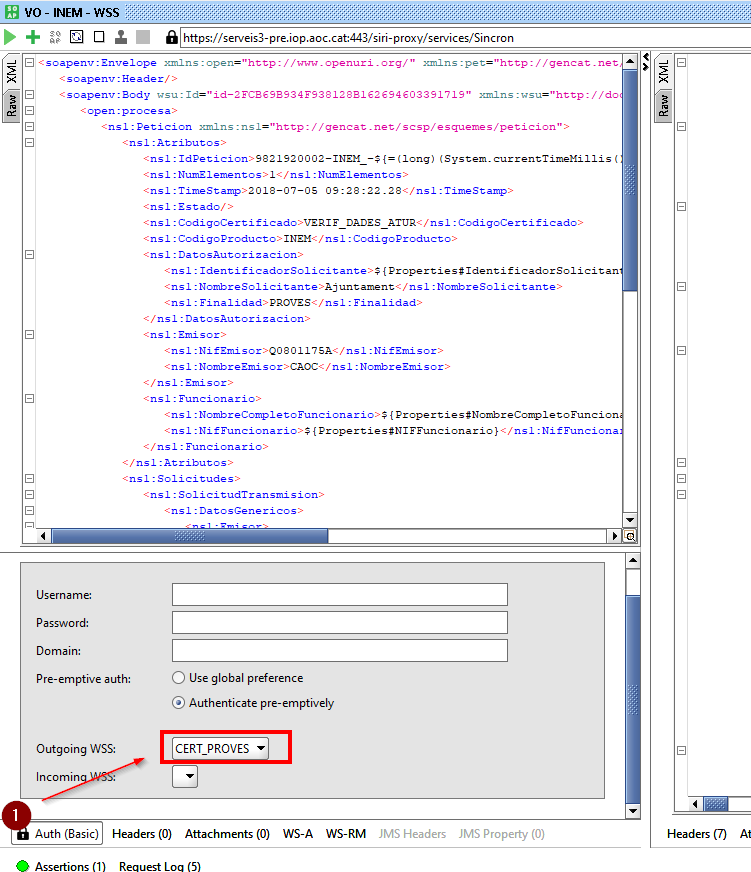 SO AP VO - INEM - WSS
https://serveis3-pre.iop.aoc.cat:443/siri-proxy/services/Sincron
XML
Raw
<soapenv:Envelope xmlns:open="http://www.openuri.org/" xmlns:pet="http://gencat.net/
<soapenv:Header/>
<soapenv:Body wsu:Id="id-2FCB69B934F938128B162694603391719" xmlns:wsu="http://doc
<open:procesa>
<ns1:Peticion xmlns:ns1="http://gencat.net/scsp/esquemes/peticion">
<ns1:Atributos>
<ns1:IdPeticion>9821920002-INEM_-${=(long)(System.currentTimeMillis()
<ns1:NumElementos>1</ns1:NumElementos>
<ns1:TimeStamp>2018-07-05 09:28:22.28</ns1:TimeStamp>
<ns1:Estado/>
<ns1:CodigoCertificado>VERIF_DADES_ATUR</ns1:CodigoCertificado>
<ns1:CodigoProducto>INEM</ns1:CodigoProducto>
<ns1:DatosAutorizacion>
<ns1:IdentificadorSolicitante>${Properties#IdentificadorSolicitant
<ns1:NombreSolicitante>Ajuntament</ns1:NombreSolicitante>
<ns1:Finalidad>PROVES</ns1:Finalidad>
</ns1:DatosAutorizacion>
<ns1:Emisor>
<ns1:NifEmisor>Q0801175A</ns1:NifEmisor>
<ns1:NombreEmisor>CAOC</ns1:NombreEmisor>
</ns1:Emisor>
<ns1:Funcionario>
<ns1:NombreCompletoFuncionario>${Properties#NombreCompletoFunciona
<ns1:NifFuncionario>${Properties#NIFFuncionario}</ns1:NifFuncionar
</ns1:Funcionario>
</ns1:Atributos>
<ns1:Solicitudes>
<ns1:SolicitudTransmision>
<ns1:DatosGenericos>
<ns1:Emisor>
XML
Raw
Username:
Password:
Domain:
Pre-emptive auth: Use global preference
Authenticate pre-emptively
Outgoing WSS: CERT_PROVES
Incoming WSS:
1
Auth (Basic) Headers (0) Attachments (0) WS-A WS-RM JMS Headers JMS Property (0)
Headers (7) At
Assertions (1) Request Log (5)